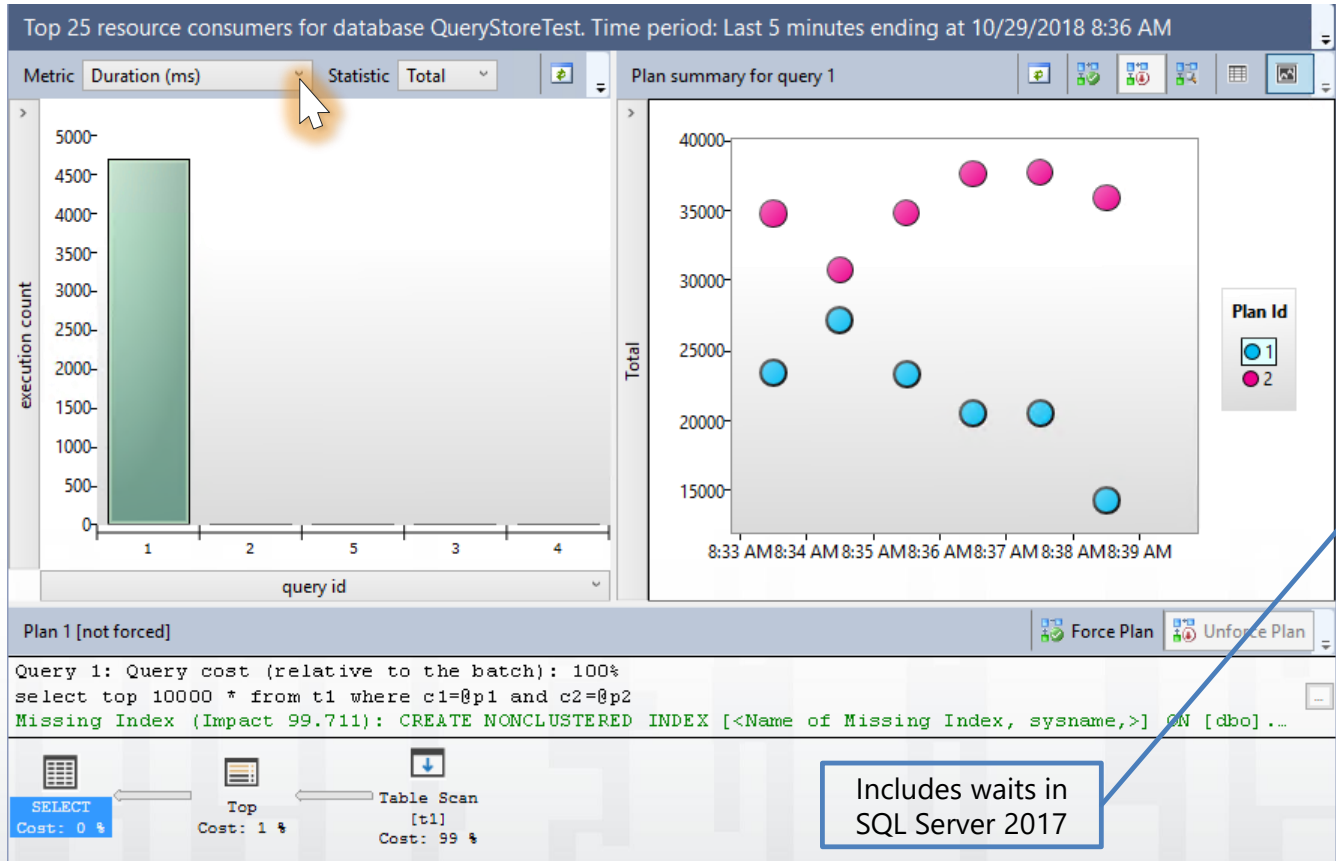 Top 25 resource consumers for database QueryStoreTest. Time period: Last 5 minutes ending at 10/29/2018 8:36 AM
Metric Duration (ms) Statistic Total
5000
4500
4000
3500
3000
2500
2000
1500
1000
500
0
execution count
1 2 5 3 4
query id
Plan summary for query 1
40000
35000
30000
25000
20000
15000
Total
8:33 AM 8:34 AM 8:35 AM 8:36 AM 8:37 AM 8:38 AM 8:39 AM
Plan Id
1
2
Plan 1 [not forced]
Force Plan Unforce Plan
Query 1: Query cost (relative to the batch): 100%
select top 10000 * from t1 where c1=@p1 and c2=@p2
Missing Index (Impact 99.711): CREATE NONCLUSTERED INDEX [<Name of Missing Index, sysname,>] ON [dbo]....
...
SELECT
Cost: 0 %
Top
Cost: 1 %
Table Scan
[t1]
Cost: 99 %
Includes waits in
SQL Server 2017